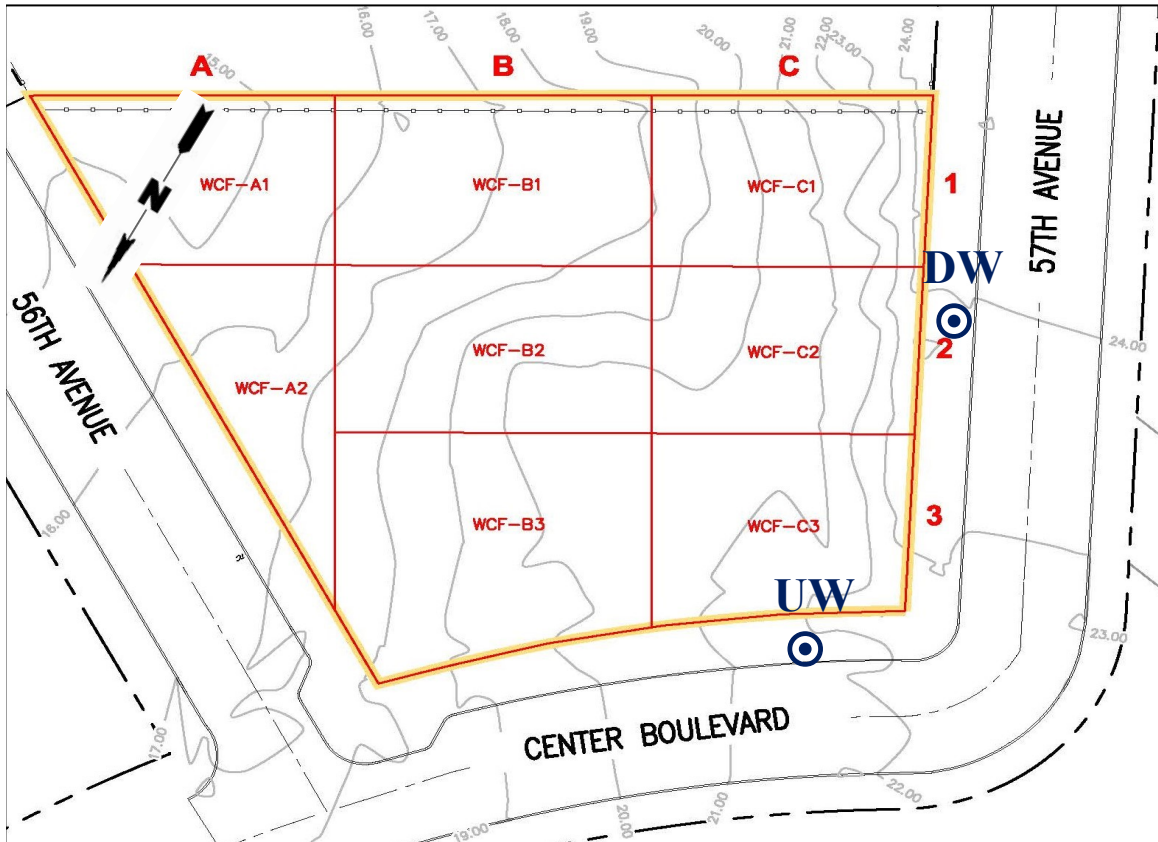 16.00
17.00
18.00
19.00
20.00
21.00
22.00
23.00
24.00
15.00
A
B
C
N
WCF-A1
WCF-B1
WCF-C1
1
57TH AVENUE
DW
2
24.00
56TH AVENUE
WCF-A2
WCF-B2
WCF-C2
16.00
WCF-B3
WCF-C3
3
UW
23.00
17.00
CENTER BOULEVARD
19.00
20.00
21.00
22.00